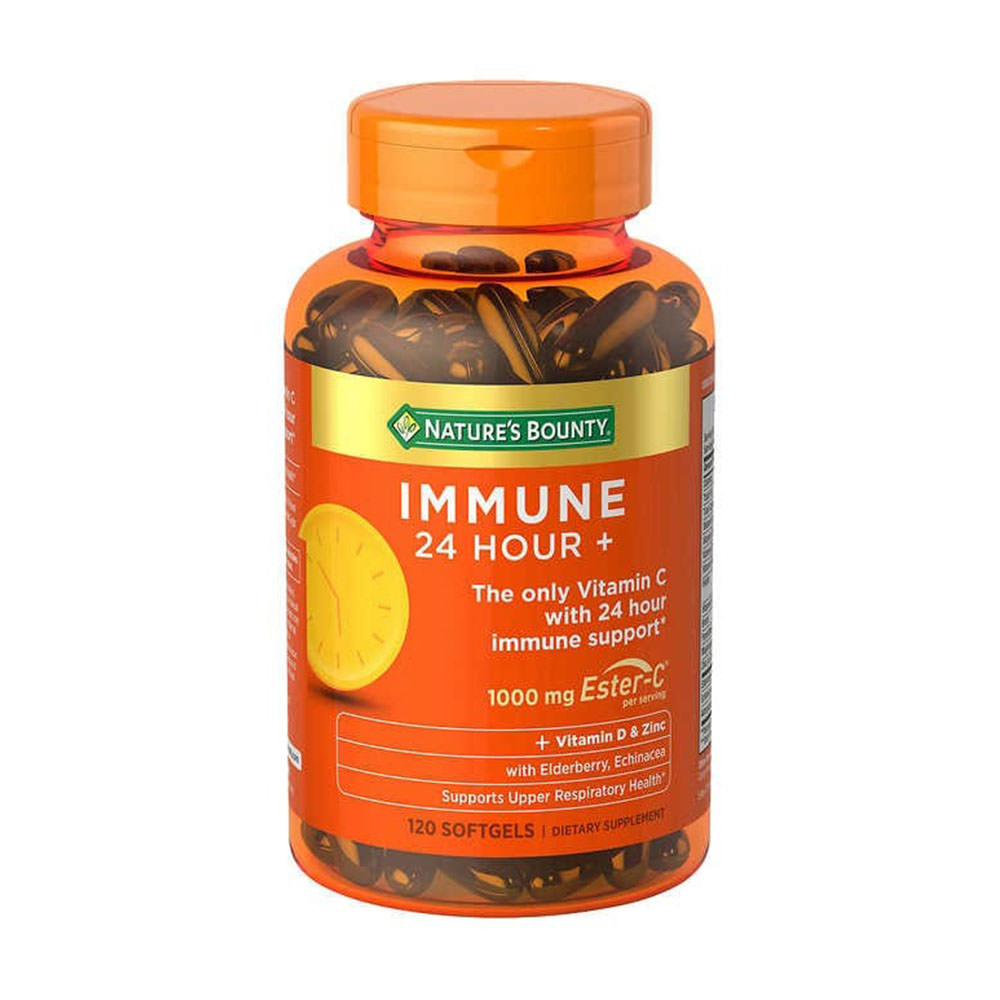 NATURE'S BOUNTY®
IMMUNE
24 HOUR +
The only Vitamin C
with 24 hour
immune support*
1000 mg Ester-C®
per serving
+ Vitamin D & Zinc
with Elderberry, Echinacea
Supports Upper Respiratory Health*
120 SOFTGELS | DIETARY SUPPLEMENT